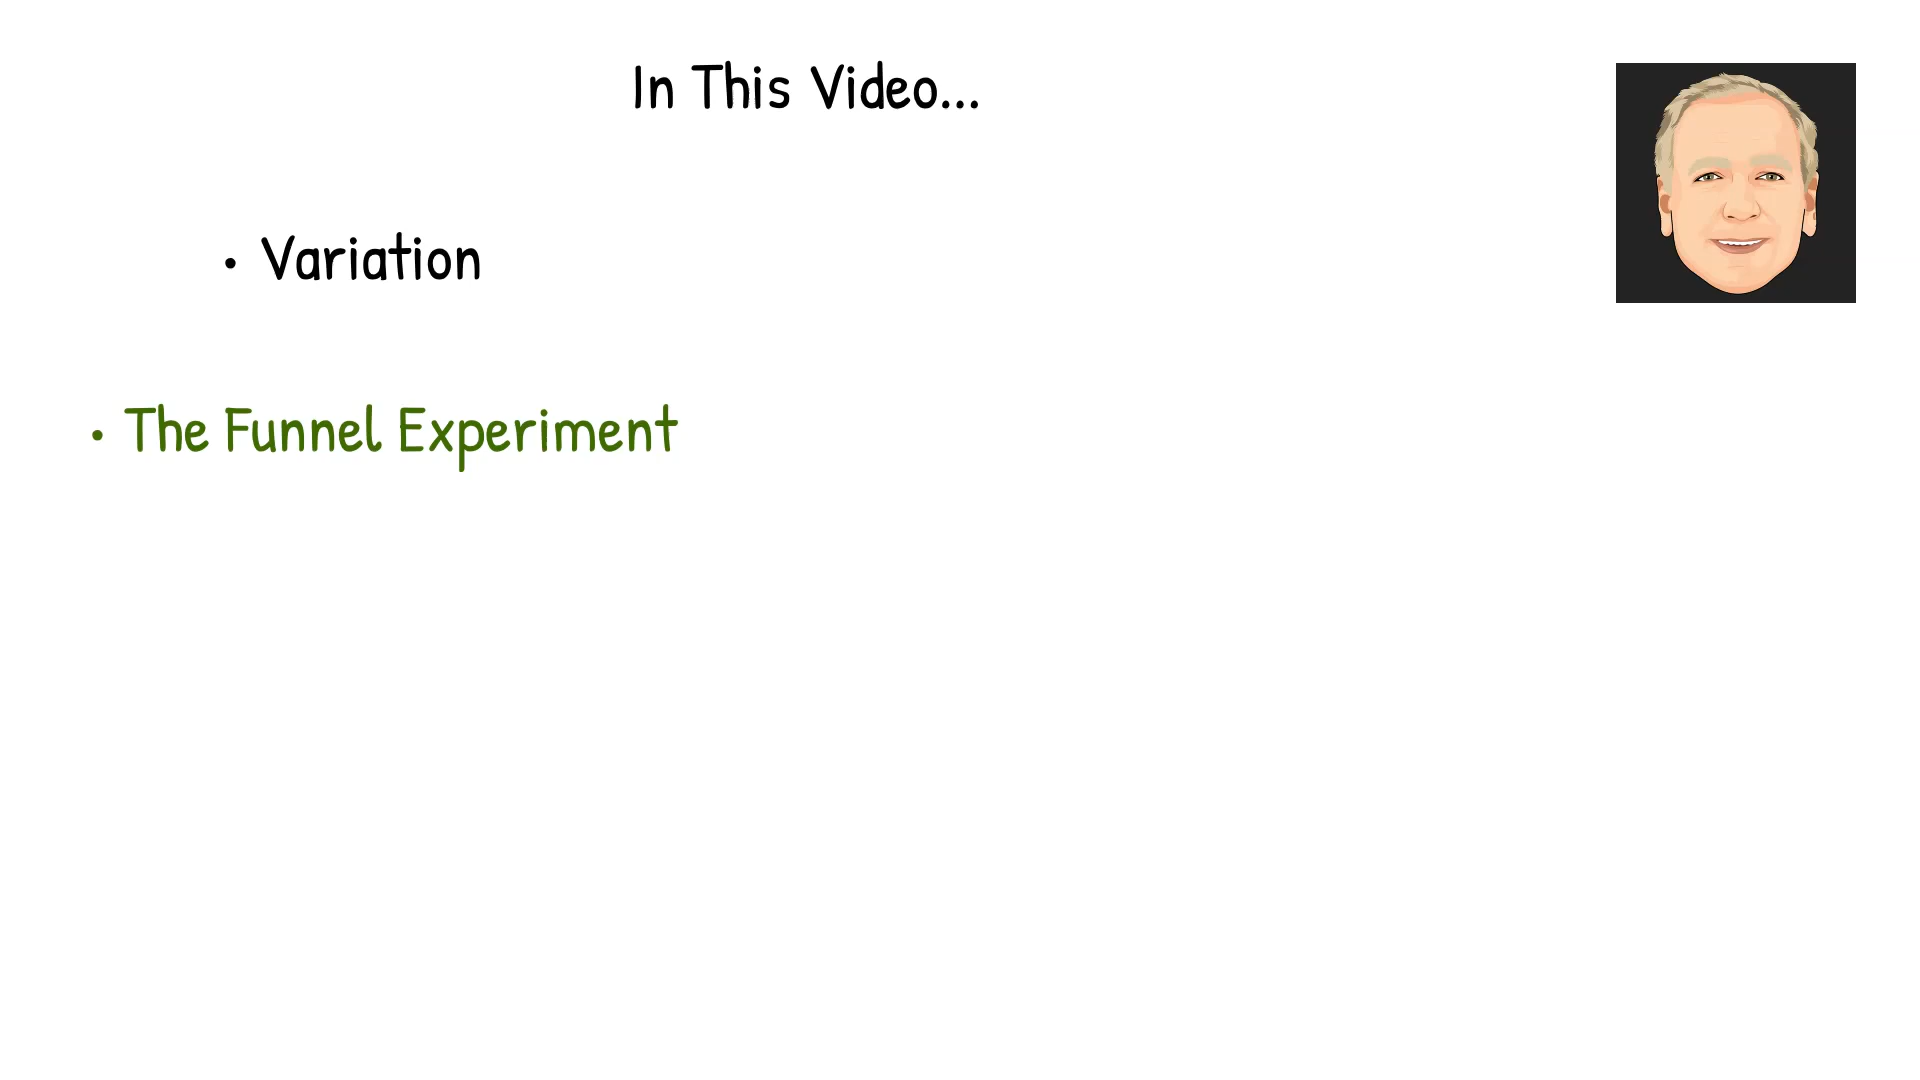 In This Video...
• Variation
• The Funnel Experiment